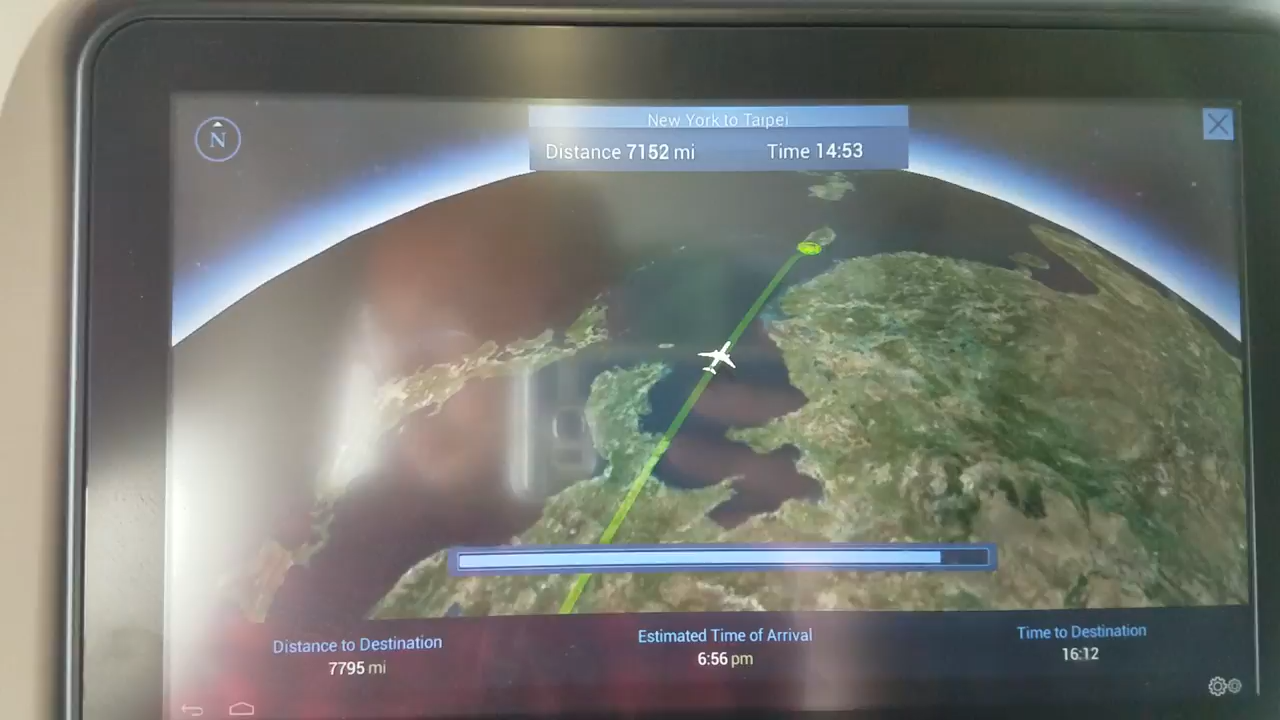 New York to Taipei
N
Distance 7152 mi Time 14:53
Distance to Destination
7795 mi
Estimated Time of Arrival
6:56 pm
Time to Destination
16:12